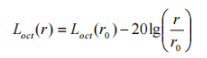 L_oct(r) = L_oct(r_0) − 20lg(r/r_0)